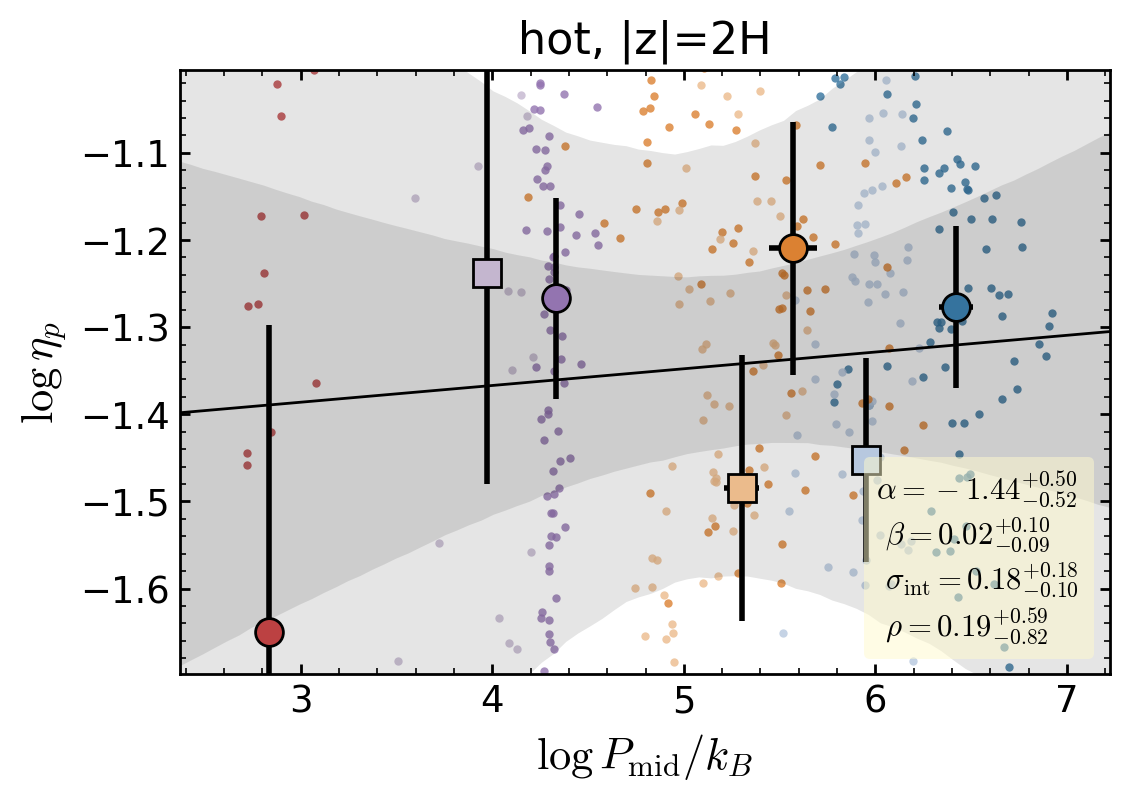 hot, |z|=2H
log η_p
−1.1
−1.2
−1.3
−1.4
−1.5
−1.6
α = −1.44^{+0.50}_{−0.52}
β = 0.02^{+0.10}_{−0.09}
σ_int = 0.18^{+0.18}_{−0.10}
ρ = 0.19^{+0.59}_{−0.82}
3 4 5 6 7
log P_mid/k_B